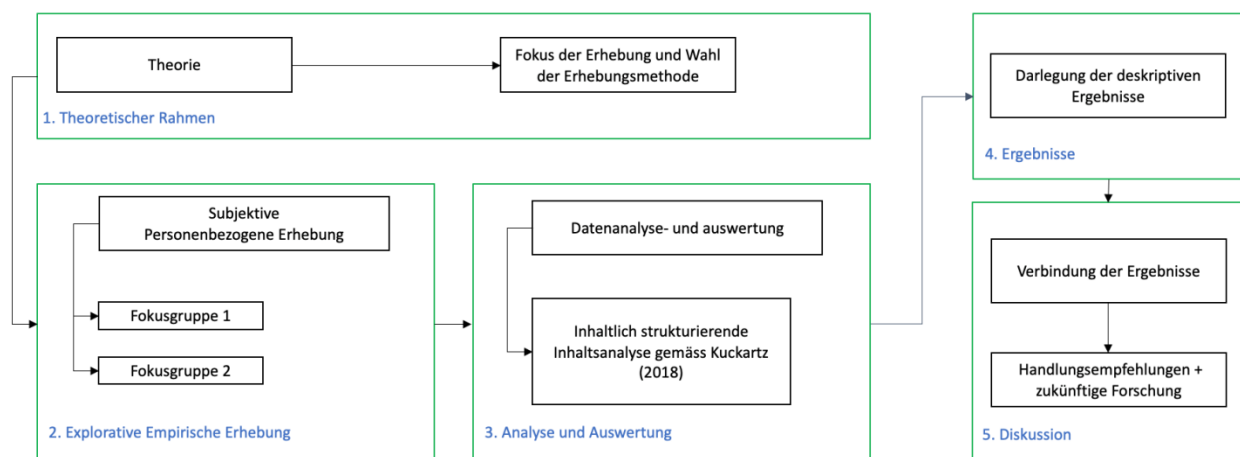 Theorie
Fokus der Erhebung und Wahl
der Erhebungsmethode
1. Theoretischer Rahmen
Subjektive
Personenbezogene Erhebung
Fokusgruppe 1
Fokusgruppe 2
2. Explorative Empirische Erhebung
Datenanalyse- und auswertung
Inhaltlich strukturierende
Inhaltsanalyse gemäss Kuckartz
(2018)
3. Analyse und Auswertung
Darlegung der deskriptiven
Ergebnisse
4. Ergebnisse
Verbindung der Ergebnisse
Handlungsempfehlungen +
zukünftige Forschung
5. Diskussion